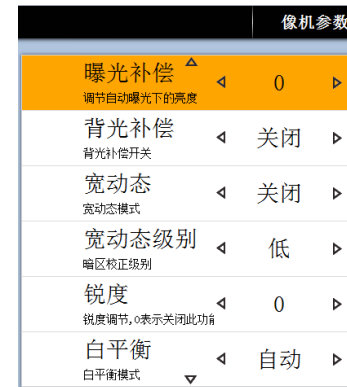 像机参数
曝光补偿
0
调节自动曝光下的亮度
背光补偿
关闭
背光补偿开关
宽动态
关闭
宽动态模式
宽动态级别
低
暗区校正级别
锐度
0
锐度调节,0表示关闭此功能
白平衡
自动
白平衡模式